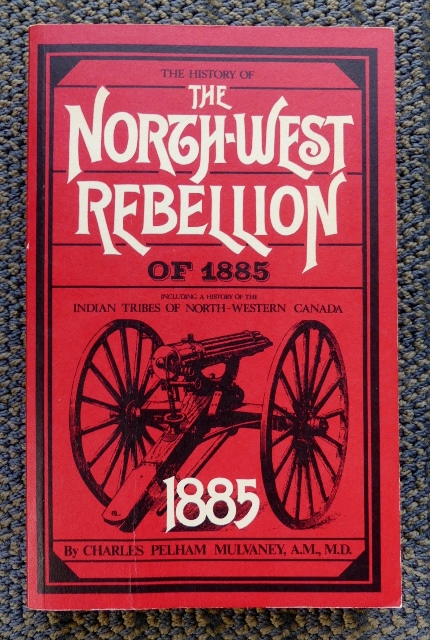 THE HISTORY OF
THE
NORTH-WEST
REBELLION
OF 1885
INCLUDING A HISTORY OF THE
INDIAN TRIBES OF NORTH-WESTERN CANADA
1885
By CHARLES PELHAM MULVANEY, A.M., M.D.